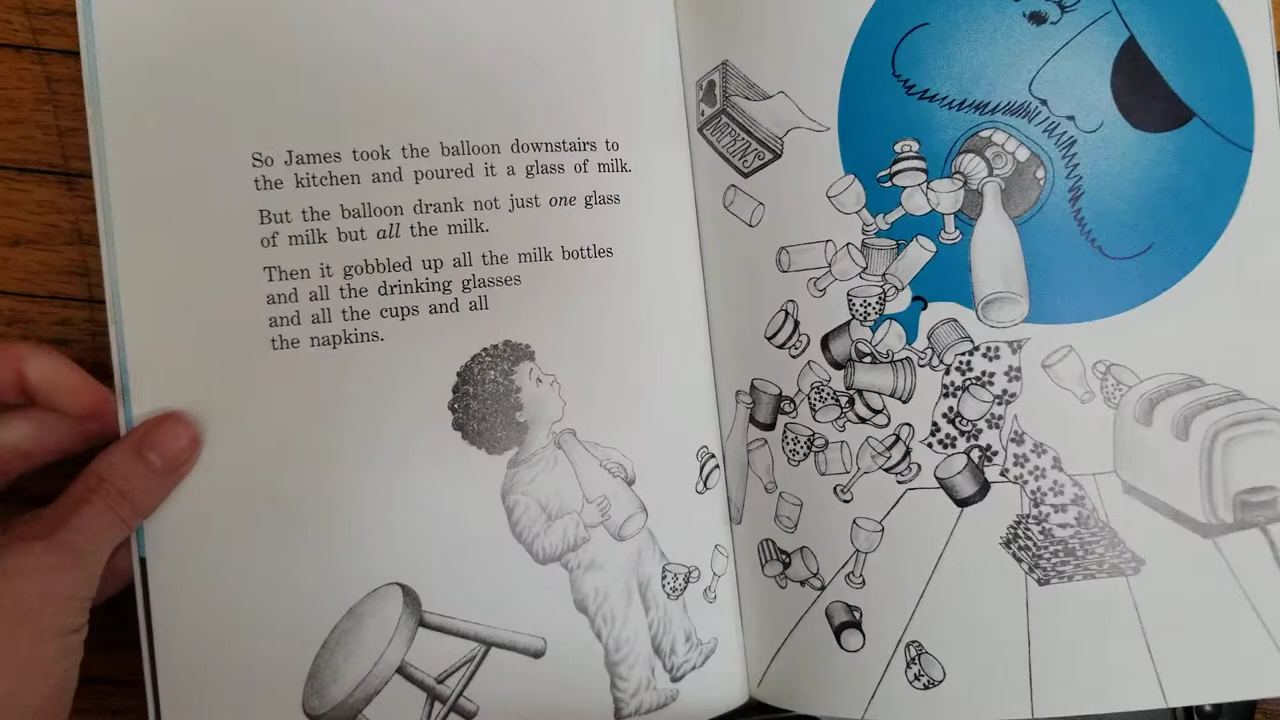 So James took the balloon downstairs to
the kitchen and poured it a glass of milk.
But the balloon drank not just one glass
of milk but all the milk.
Then it gobbled up all the milk bottles
and all the drinking glasses
and all the cups and all
the napkins.
NAPKINS